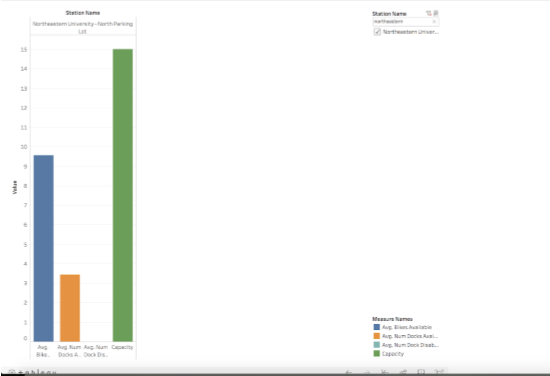 Station Name
Northeastern University - North Parking
Lot
15
14
13
12
11
10
9
8
7
6
5
4
3
2
1
0
Value
Avg.
Bike..
Avg. Num
Docks A..
Avg. Num
Dock Dis..
Capacity
Station Name
northeastern
Northeastern Univer...
Measure Names
Avg. Bikes Available
Avg. Num Docks Avai...
Avg. Num Dock Disab...
Capacity